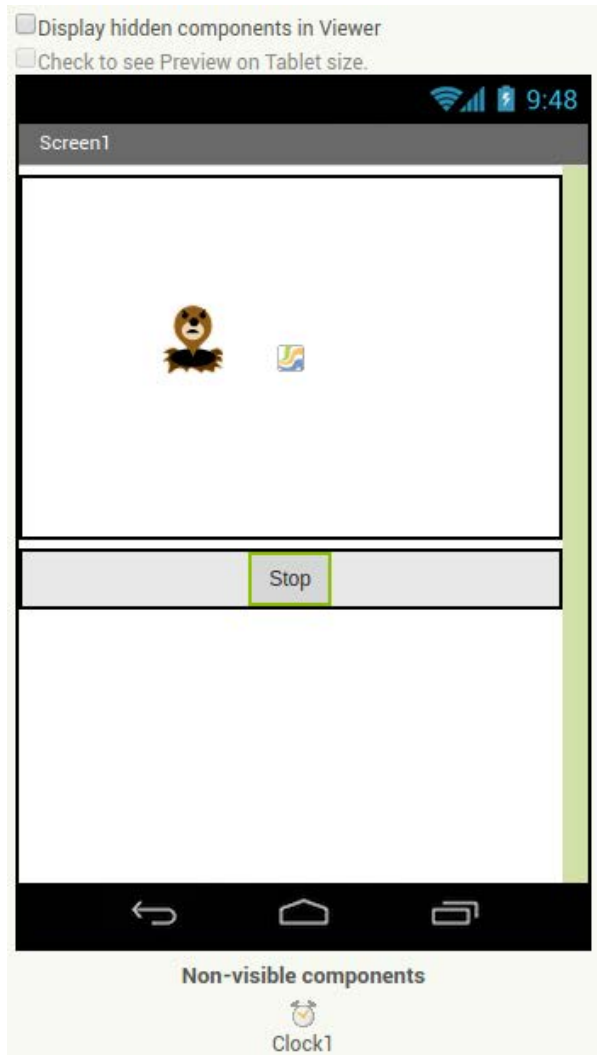 Display hidden components in Viewer
Check to see Preview on Tablet size.
9:48
Screen1
Stop
Non-visible components
Clock1